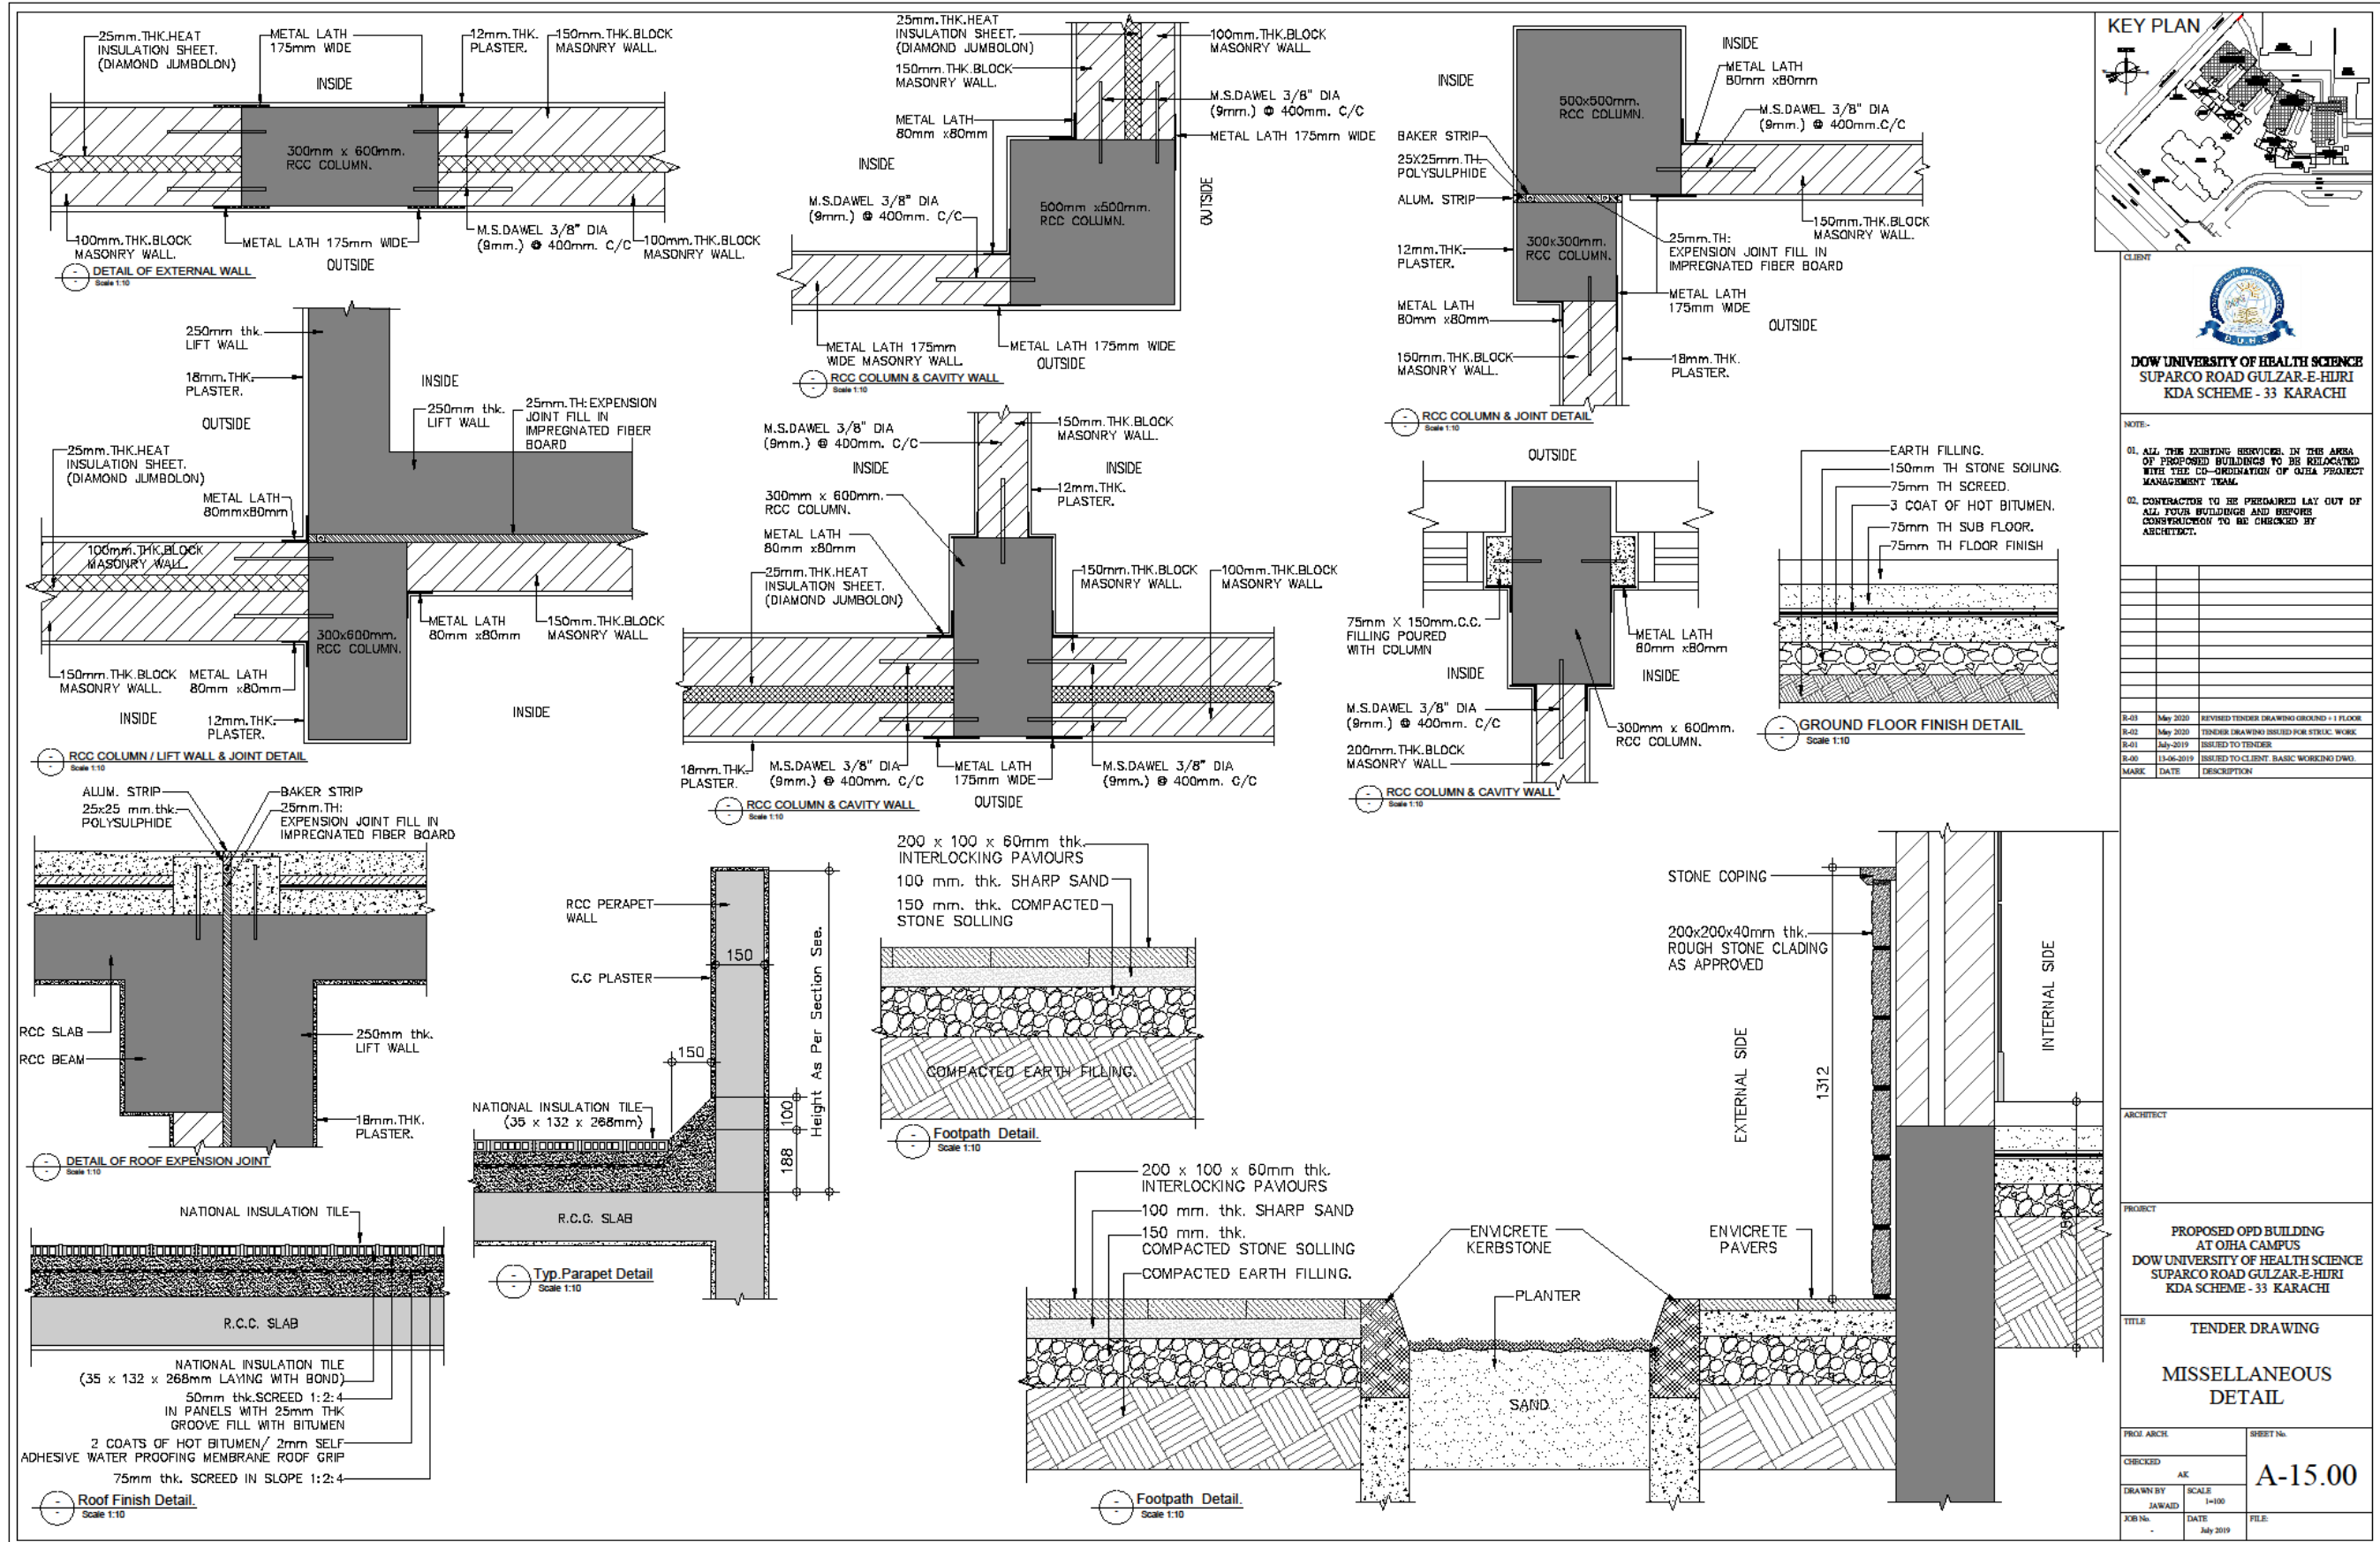 25mm.THK.HEAT
INSULATION SHEET.
(DIAMOND JUMBOLON)
METAL LATH
175mm WIDE
12mm.THK.
PLASTER.
150mm.THK.BLOCK
MASONRY WALL.
INSIDE
300mm x 600mm.
RCC COLUMN.
100mm.THK.BLOCK
MASONRY WALL.
METAL LATH 175mm WIDE
M.S.DAWEL 3/8" DIA
(9mm.) @ 400mm. C/C
100mm.THK.BLOCK
MASONRY WALL.
OUTSIDE
DETAIL OF EXTERNAL WALL
Scale 1:10
25mm.THK.HEAT
INSULATION SHEET.
(DIAMOND JUMBOLON)
150mm.THK.BLOCK
MASONRY WALL.
100mm.THK.BLOCK
MASONRY WALL.
M.S.DAWEL 3/8" DIA
(9mm.) @ 400mm. C/C
METAL LATH
80mm x80mm
METAL LATH 175mm WIDE
INSIDE
OUTSIDE
M.S.DAWEL 3/8" DIA
(9mm.) @ 400mm. C/C
500mm x500mm.
RCC COLUMN.
METAL LATH 175mm
WIDE MASONRY WALL.
METAL LATH 175mm WIDE
OUTSIDE
RCC COLUMN & CAVITY WALL
Scale 1:10
INSIDE
INSIDE
METAL LATH
80mm x80mm
500x500mm.
RCC COLUMN.
M.S.DAWEL 3/8" DIA
(9mm.) @ 400mm.C/C
BAKER STRIP
25X25mm.TH.
POLYSULPHIDE
ALUM. STRIP
150mm.THK.BLOCK
MASONRY WALL.
12mm.THK.
PLASTER.
300x300mm.
RCC COLUMN.
25mm.TH:
EXPENSION JOINT FILL IN
IMPREGNATED FIBER BOARD
METAL LATH
80mm x80mm
METAL LATH
175mm WIDE
OUTSIDE
150mm.THK.BLOCK
MASONRY WALL.
18mm.THK.
PLASTER.
RCC COLUMN & JOINT DETAIL
Scale 1:10
250mm thk.
LIFT WALL
18mm.THK.
PLASTER.
INSIDE
OUTSIDE
250mm thk.
LIFT WALL
25mm.TH:EXPENSION
JOINT FILL IN
IMPREGNATED FIBER
BOARD
25mm.THK.HEAT
INSULATION SHEET.
(DIAMOND JUMBOLON)
METAL LATH
80mmx80mm
100mm.THK.BLOCK
MASONRY WALL.
300x600mm.
RCC COLUMN.
METAL LATH
80mm x80mm
150mm.THK.BLOCK
MASONRY WALL.
150mm.THK.BLOCK
MASONRY WALL.
METAL LATH
80mm x80mm
INSIDE
12mm.THK.
PLASTER.
INSIDE
RCC COLUMN / LIFT WALL & JOINT DETAIL
Scale 1:10
M.S.DAWEL 3/8" DIA
(9mm.) @ 400mm. C/C
150mm.THK.BLOCK
MASONRY WALL.
INSIDE
INSIDE
300mm x 600mm.
RCC COLUMN.
12mm.THK.
PLASTER.
METAL LATH
80mm x80mm
25mm.THK.HEAT
INSULATION SHEET.
(DIAMOND JUMBOLON)
150mm.THK.BLOCK
MASONRY WALL.
100mm.THK.BLOCK
MASONRY WALL.
18mm.THK.
PLASTER.
M.S.DAWEL 3/8" DIA
(9mm.) @ 400mm. C/C
METAL LATH
175mm WIDE
M.S.DAWEL 3/8" DIA
(9mm.) @ 400mm. C/C
OUTSIDE
RCC COLUMN & CAVITY WALL
Scale 1:10
OUTSIDE
75mm X 150mm.C.C.
FILLING POURED
WITH COLUMN
METAL LATH
80mm x80mm
INSIDE
INSIDE
M.S.DAWEL 3/8" DIA
(9mm.) @ 400mm. C/C
300mm x 600mm.
RCC COLUMN.
200mm.THK.BLOCK
MASONRY WALL
RCC COLUMN & CAVITY WALL
Scale 1:10
EARTH FILLING.
150mm TH STONE SOILING.
75mm TH SCREED.
3 COAT OF HOT BITUMEN.
75mm TH SUB FLOOR.
75mm TH FLOOR FINISH
GROUND FLOOR FINISH DETAIL
Scale 1:10
ALUM. STRIP
25x25 mm.thk.
POLYSULPHIDE
BAKER STRIP
25mm.TH:
EXPENSION JOINT FILL IN
IMPREGNATED FIBER BOARD
RCC SLAB
RCC BEAM
250mm thk.
LIFT WALL
18mm.THK.
PLASTER.
DETAIL OF ROOF EXPENSION JOINT
Scale 1:10
RCC PERAPET
WALL
150
C.C PLASTER
150
Height As Per Section See.
100
188
NATIONAL INSULATION TILE
(35 x 132 x 268mm)
R.C.C. SLAB
Typ.Parapet Detail
Scale 1:10
200 x 100 x 60mm thk.
INTERLOCKING PAVIOURS
100 mm. thk. SHARP SAND
150 mm. thk. COMPACTED
STONE SOLLING
COMPACTED EARTH FILLING.
Footpath Detail.
Scale 1:10
NATIONAL INSULATION TILE
R.C.C. SLAB
NATIONAL INSULATION TILE
(35 x 132 x 268mm LAYING WITH BOND)
50mm thk.SCREED 1:2:4
IN PANELS WITH 25mm THK
GROOVE FILL WITH BITUMEN
2 COATS OF HOT BITUMEN/ 2mm SELF
ADHESIVE WATER PROOFING MEMBRANE ROOF GRIP
75mm thk. SCREED IN SLOPE 1:2:4
Roof Finish Detail.
Scale 1:10
200 x 100 x 60mm thk.
INTERLOCKING PAVIOURS
100 mm. thk. SHARP SAND
150 mm. thk.
COMPACTED STONE SOLLING
COMPACTED EARTH FILLING.
ENVICRETE
KERBSTONE
ENVICRETE
PAVERS
PLANTER
SAND
STONE COPING
200x200x40mm thk.
ROUGH STONE CLADING
AS APPROVED
EXTERNAL SIDE
1312
INTERNAL SIDE
Footpath Detail.
Scale 1:10
KEY PLAN
CLIENT
D.U.H.S
DOW UNIVERSITY OF HEALTH SCIENCE
SUPARCO ROAD GULZAR-E-HIJRI
KDA SCHEME - 33 KARACHI
NOTE:-
01. ALL THE EXISTING SERVICES. IN THE AREA
OF PROPOSED BUILDINGS TO BE RELOCATED
WITH THE CO-ORDINATION OF OJHA PROJECT
MANAGEMENT TEAM.
02. CONTRACTOR TO BE PREPAIRED LAY OUT OF
ALL FOUR BUILDINGS AND BEFORE
CONSTRUCTION TO BE CHECKED BY
ARCHITECT.
R-03 May 2020 REVISED TENDER DRAWING GROUND + 1 FLOOR
R-02 May 2020 TENDER DRAWING ISSUED FOR STRUC. WORK
R-01 July-2019 ISSUED TO TENDER
R-00 13-06-2019 ISSUED TO CLIENT. BASIC WORKING DWG.
MARK DATE DESCRIPTION
ARCHITECT
PROJECT
PROPOSED OPD BUILDING
AT OJHA CAMPUS
DOW UNIVERSITY OF HEALTH SCIENCE
SUPARCO ROAD GULZAR-E-HIJRI
KDA SCHEME - 33 KARACHI
TITLE
TENDER DRAWING
MISSELLANEOUS
DETAIL
PROJ. ARCH.
SHEET No.
CHECKED
AK
A-15.00
DRAWN BY
JAWAID
SCALE
1=100
JOB No.
-
DATE
July 2019
FILE: